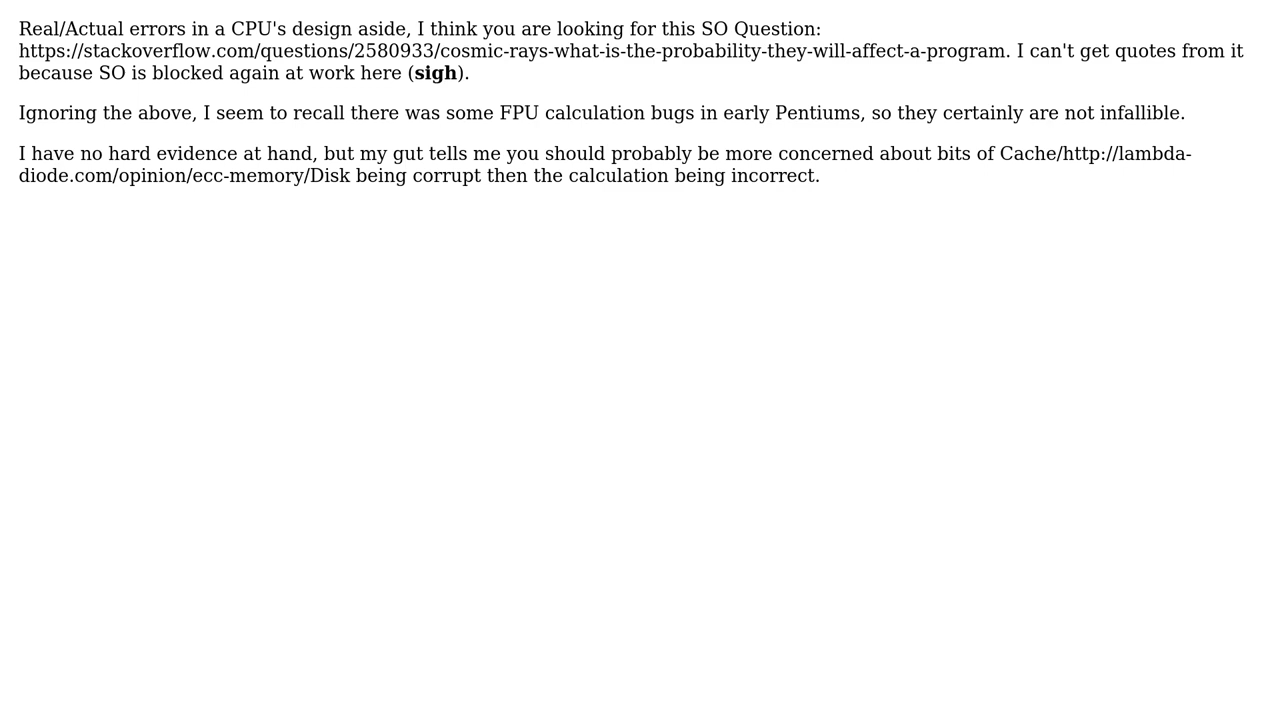 Real/Actual errors in a CPU's design aside, I think you are looking for this SO Question:
https://stackoverflow.com/questions/2580933/cosmic-rays-what-is-the-probability-they-will-affect-a-program. I can't get quotes from it
because SO is blocked again at work here (sigh).
Ignoring the above, I seem to recall there was some FPU calculation bugs in early Pentiums, so they certainly are not infallible.
I have no hard evidence at hand, but my gut tells me you should probably be more concerned about bits of Cache/http://lambda-
diode.com/opinion/ecc-memory/Disk being corrupt then the calculation being incorrect.